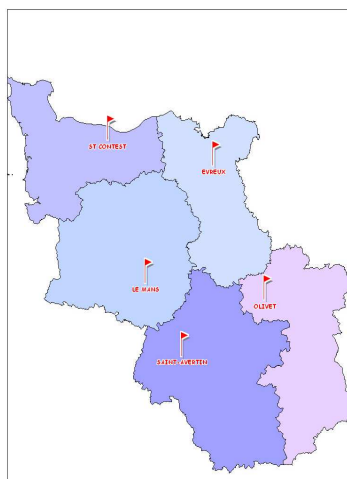 ST CONTEST
EVREUX
LE MANS
OLIVET
SAINT AVERTIN